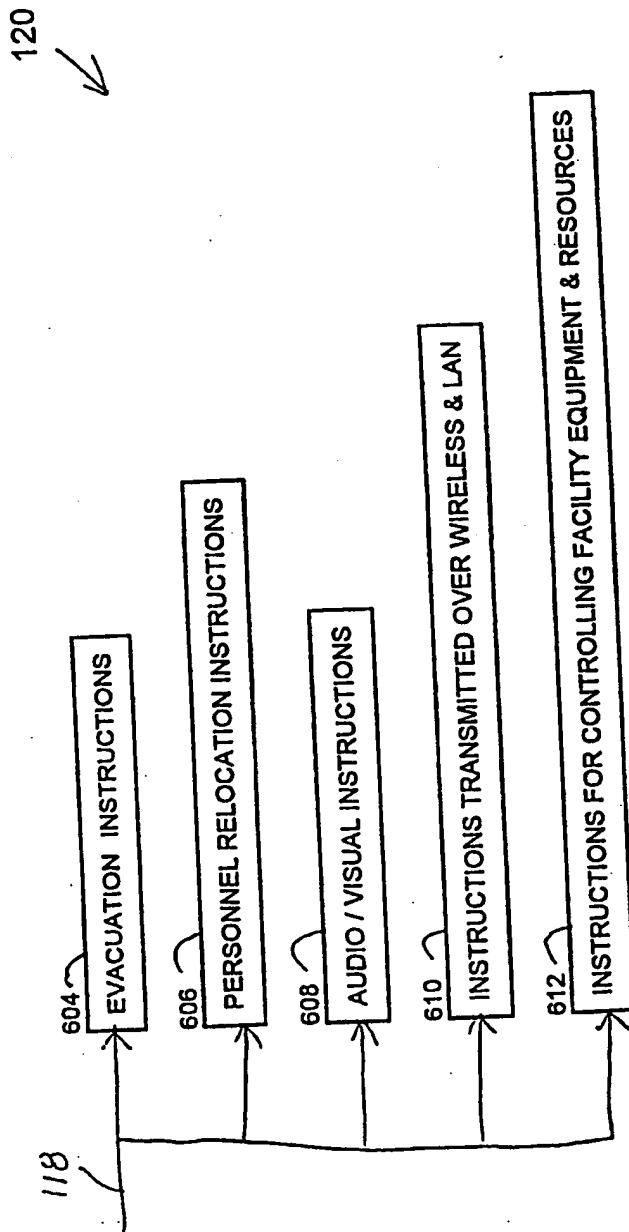 120
118
604
EVACUATION INSTRUCTIONS
606
PERSONNEL RELOCATION INSTRUCTIONS
608
AUDIO / VISUAL INSTRUCTIONS
610
INSTRUCTIONS TRANSMITTED OVER WIRELESS & LAN
612
INSTRUCTIONS FOR CONTROLLING FACILITY EQUIPMENT & RESOURCES